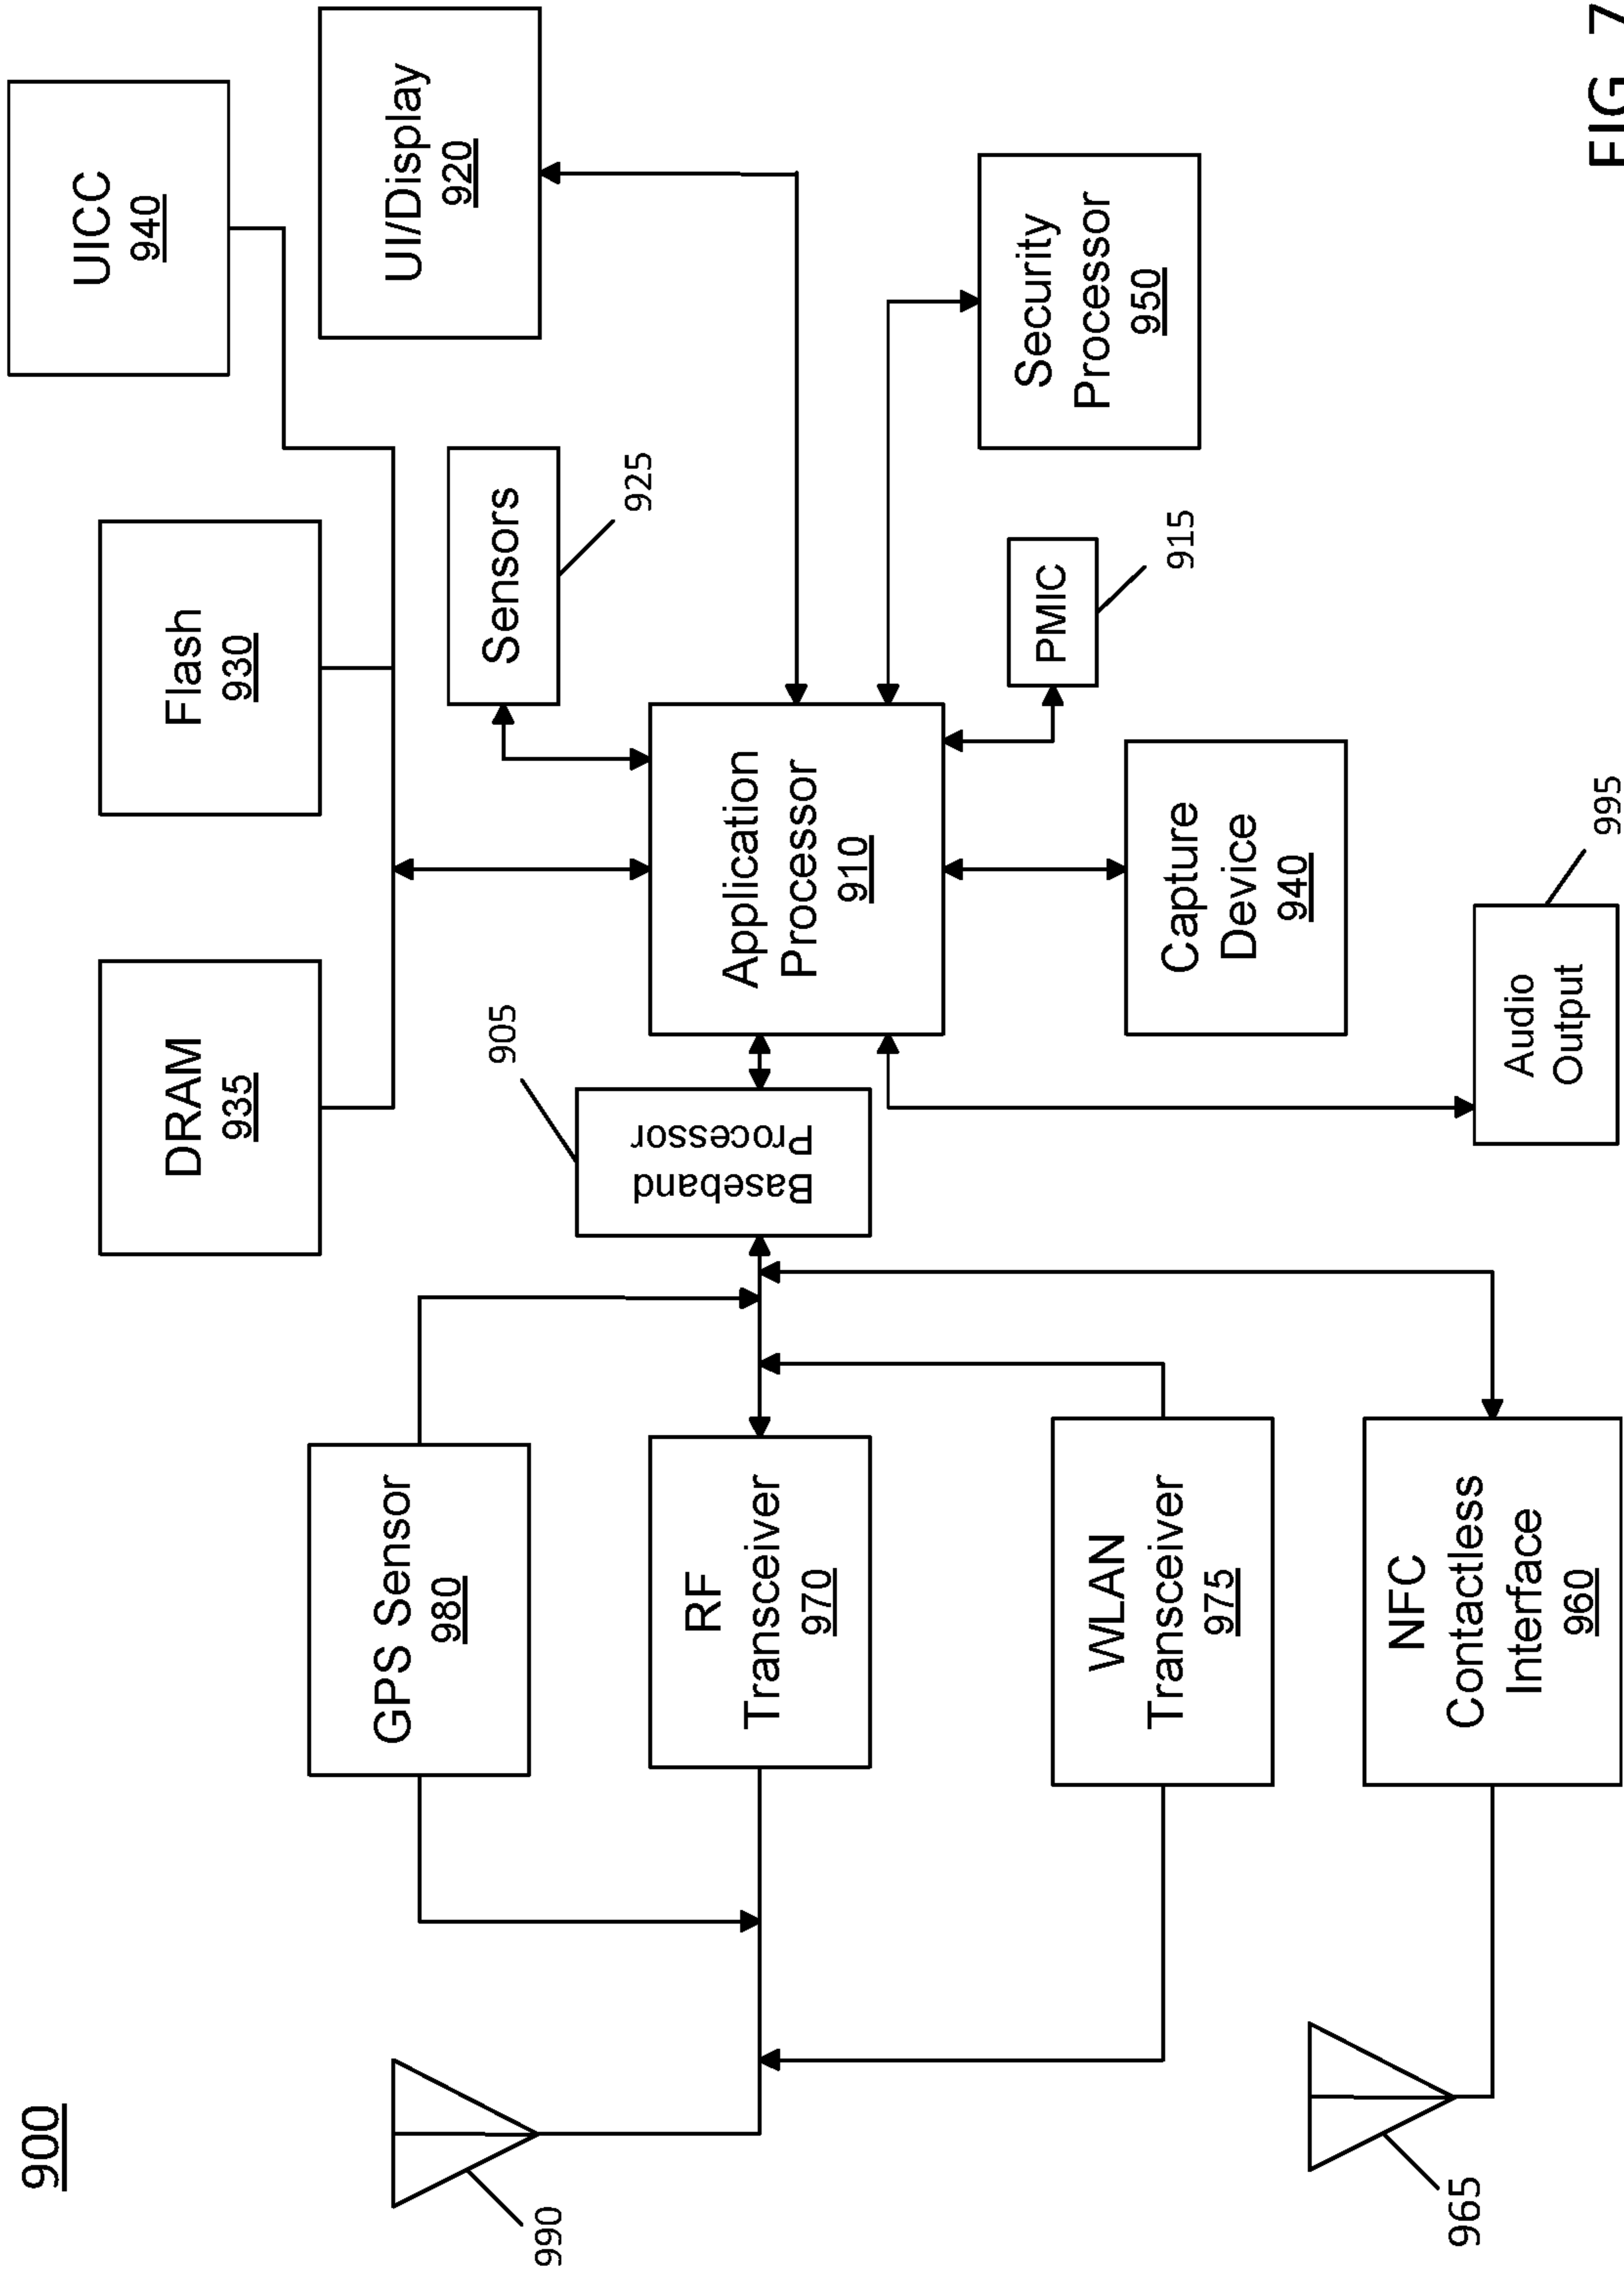 900
UICC
940
DRAM
935
Flash
930
UI/Display
920
GPS Sensor
980
Sensors
925
905
990
RF
Transceiver
970
Baseband
Processor
Application
Processor
910
Security
Processor
950
PMIC
915
WLAN
Transceiver
975
Capture
Device
940
965
NFC
Contactless
Interface
960
Audio
Output
995
FIG. 7